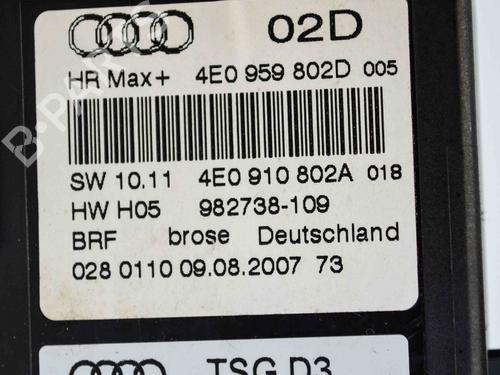 02D
HR Max+ 4E0 959 802D 005
SW 10.11 4E0 910 802A 018
HW H05 982738-109
BRF brose Deutschland
028 0110 09.08.2007 73
TSG D3